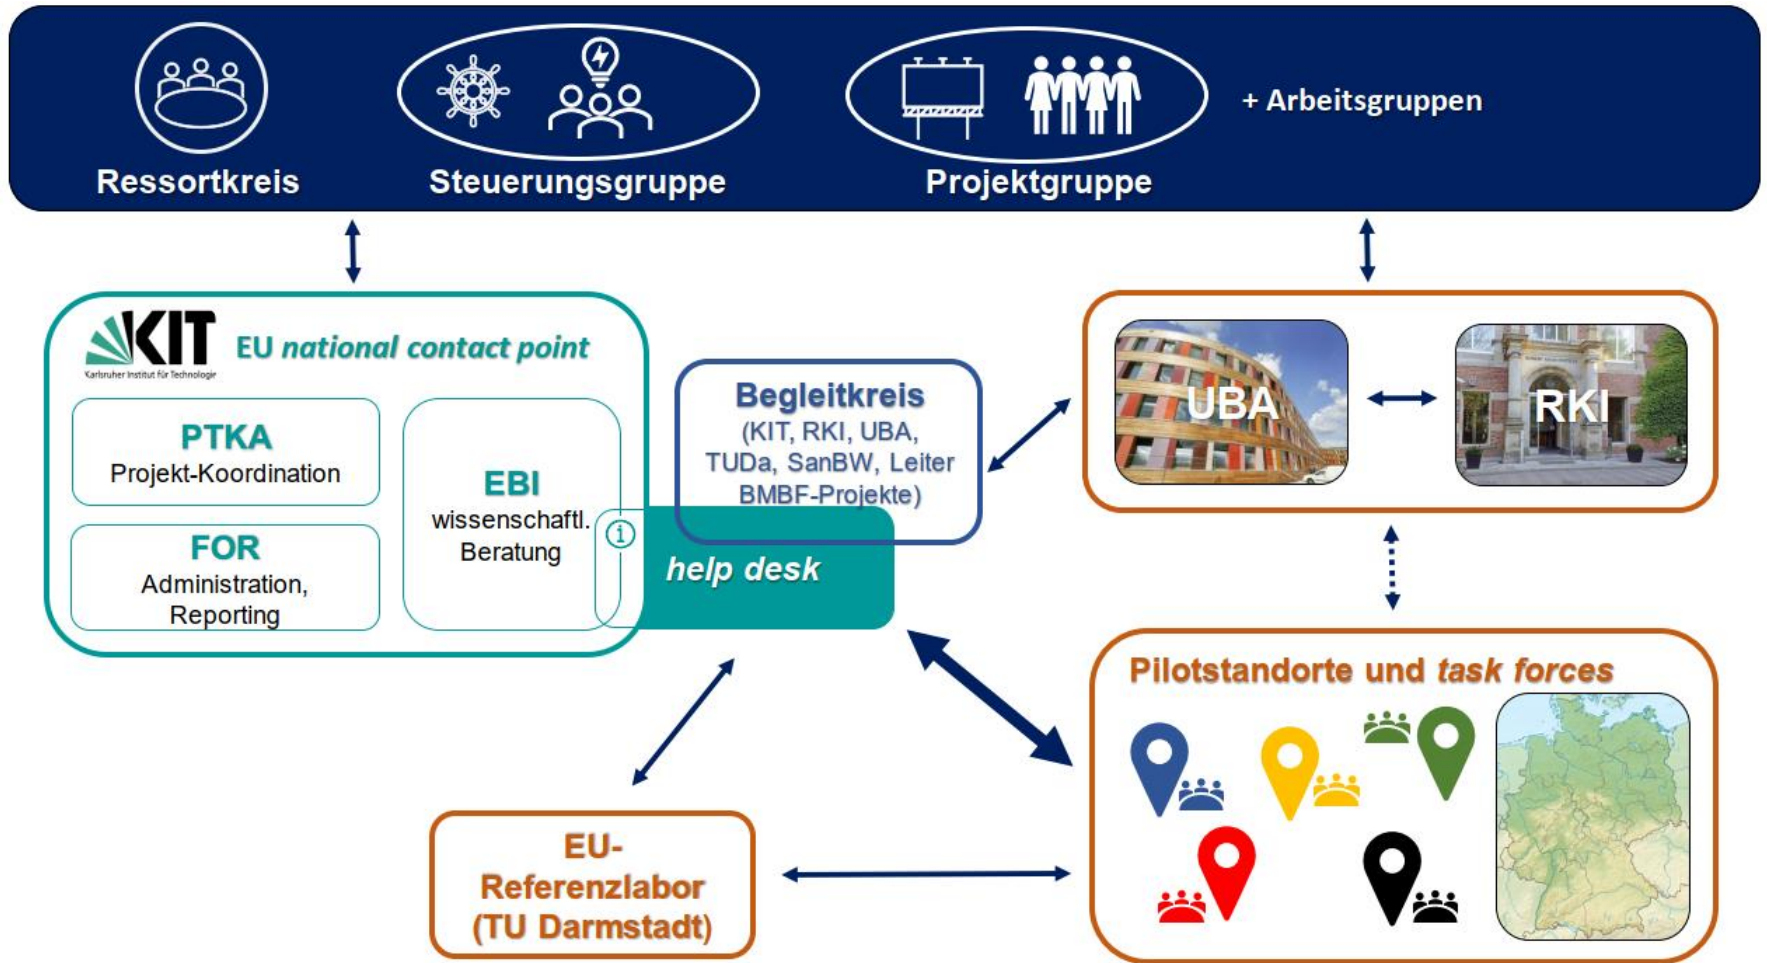 Ressortkreis
Steuerungsgruppe
Projektgruppe
+ Arbeitsgruppen
KIT
Karlsruher Institut für Technologie
EU national contact point
PTKA
Projekt-Koordination
FOR
Administration,
Reporting
EBI
wissenschaftl.
Beratung
i
Begleitkreis
(KIT, RKI, UBA,
TUDa, SanBW, Leiter
BMBF-Projekte)
help desk
UBA
RKI
Pilotstandorte und task forces
EU-
Referenzlabor
(TU Darmstadt)